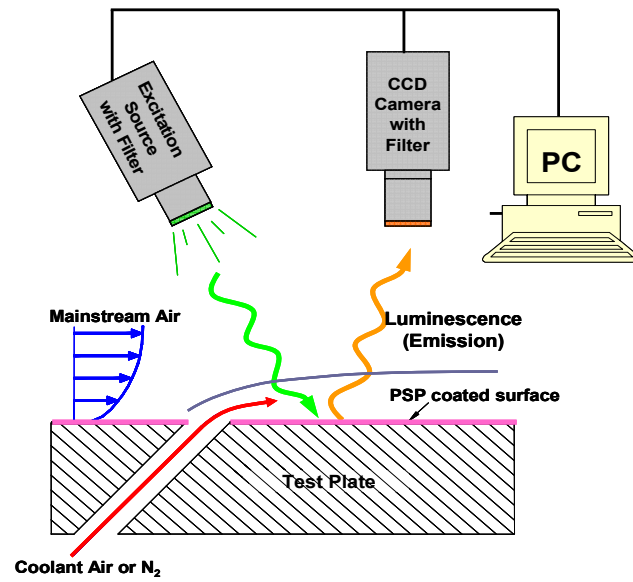 Excitation
Source
with Filter
CCD
Camera
with
Filter
PC
Mainstream Air
Luminescence
(Emission)
PSP coated surface
Test Plate
Coolant Air or N₂